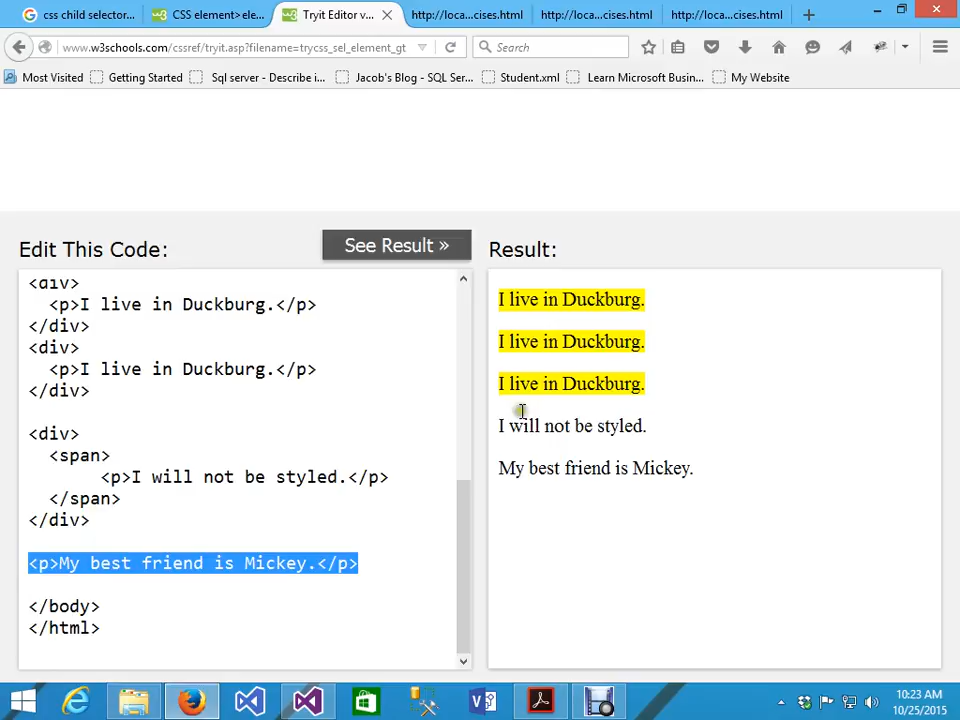 css child selector...
CSS element>ele...
Tryit Editor v...
http://loca...cises.html
http://loca...cises.html
http://loca...cises.html
www.w3schools.com/cssref/tryit.asp?filename=trycss_sel_element_gt
Search
Most Visited
Getting Started
Sql server - Describe i...
Jacob's Blog - SQL Ser...
Student.xml
Learn Microsoft Busin...
My Website
Edit This Code:
See Result »
Result:
<div>
<p>I live in Duckburg.</p>
</div>
<div>
<p>I live in Duckburg.</p>
</div>
<div>
<span>
<p>I will not be styled.</p>
</span>
</div>
<p>My best friend is Mickey.</p>
</body>
</html>
I live in Duckburg.
I live in Duckburg.
I live in Duckburg.
I will not be styled.
My best friend is Mickey.
10:23 AM
10/25/2015